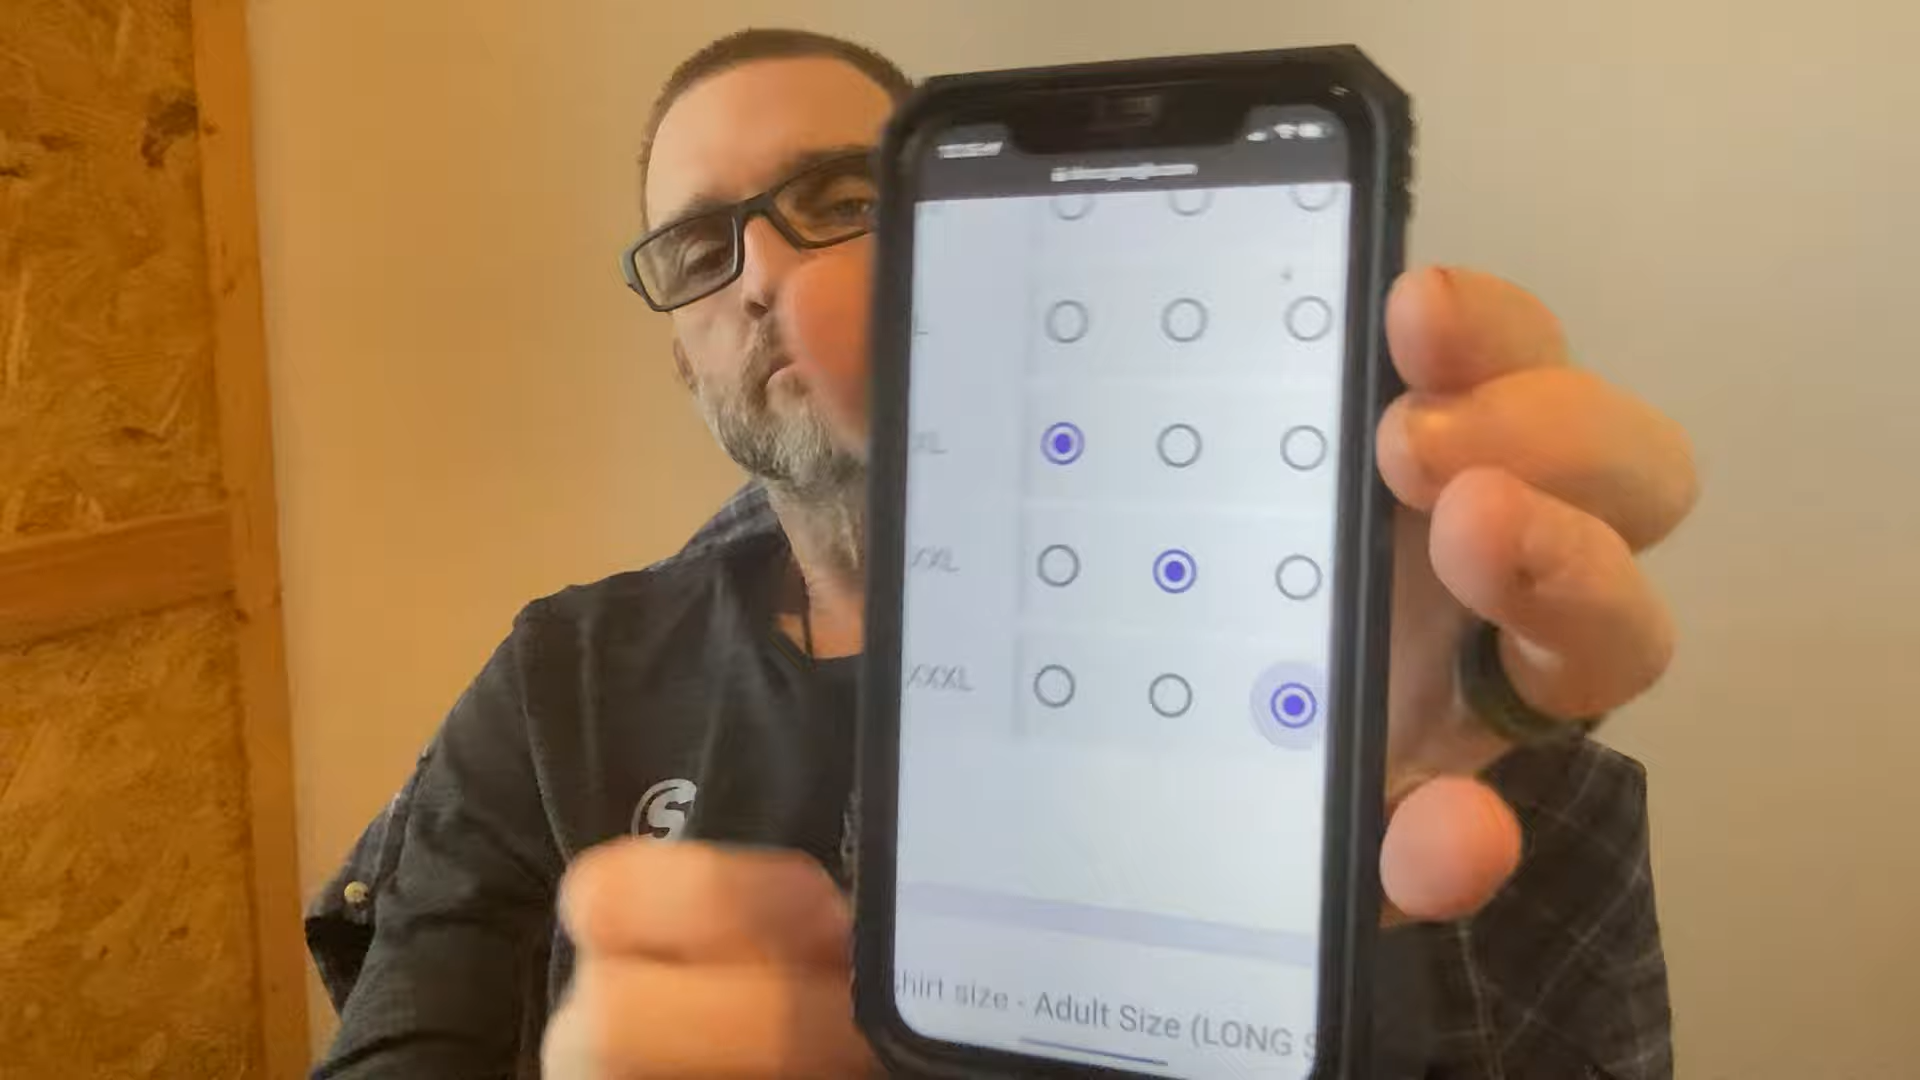 L
XL
XXL
XXXL
hirt size - Adult Size (LONG S
S